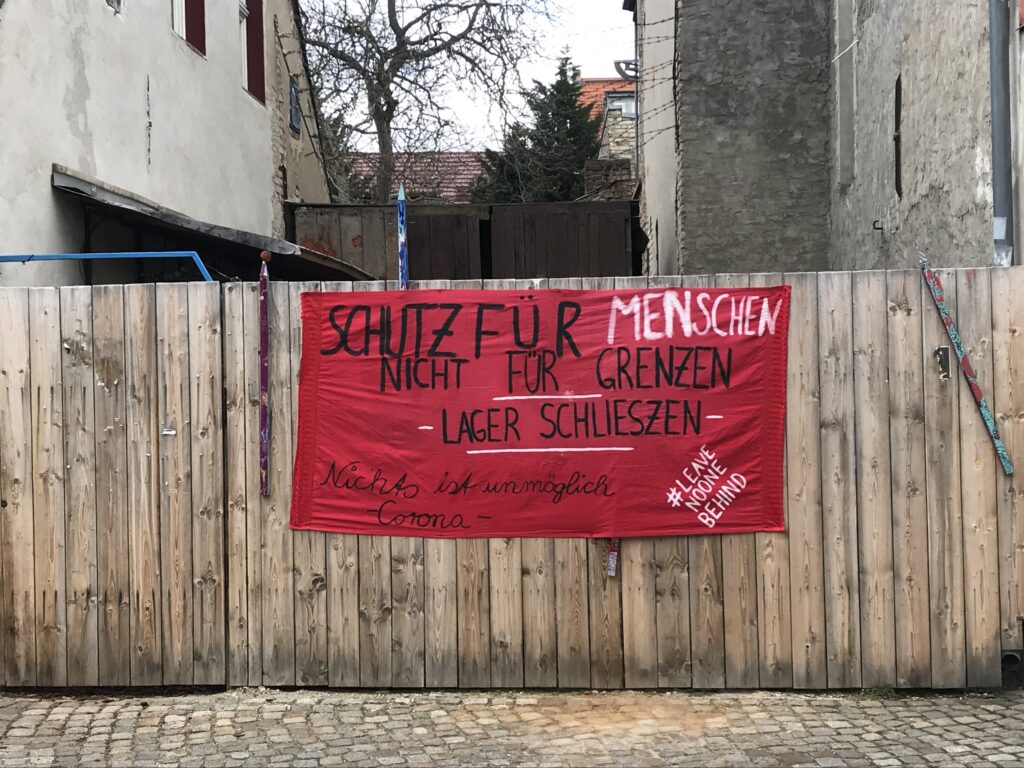 SCHUTZ FÜR MENSCHEN
NICHT FÜR GRENZEN
- LAGER SCHLIESZEN -
Nichts ist unmöglich
- Corona -
#LEAVE
NOONE
BEHIND